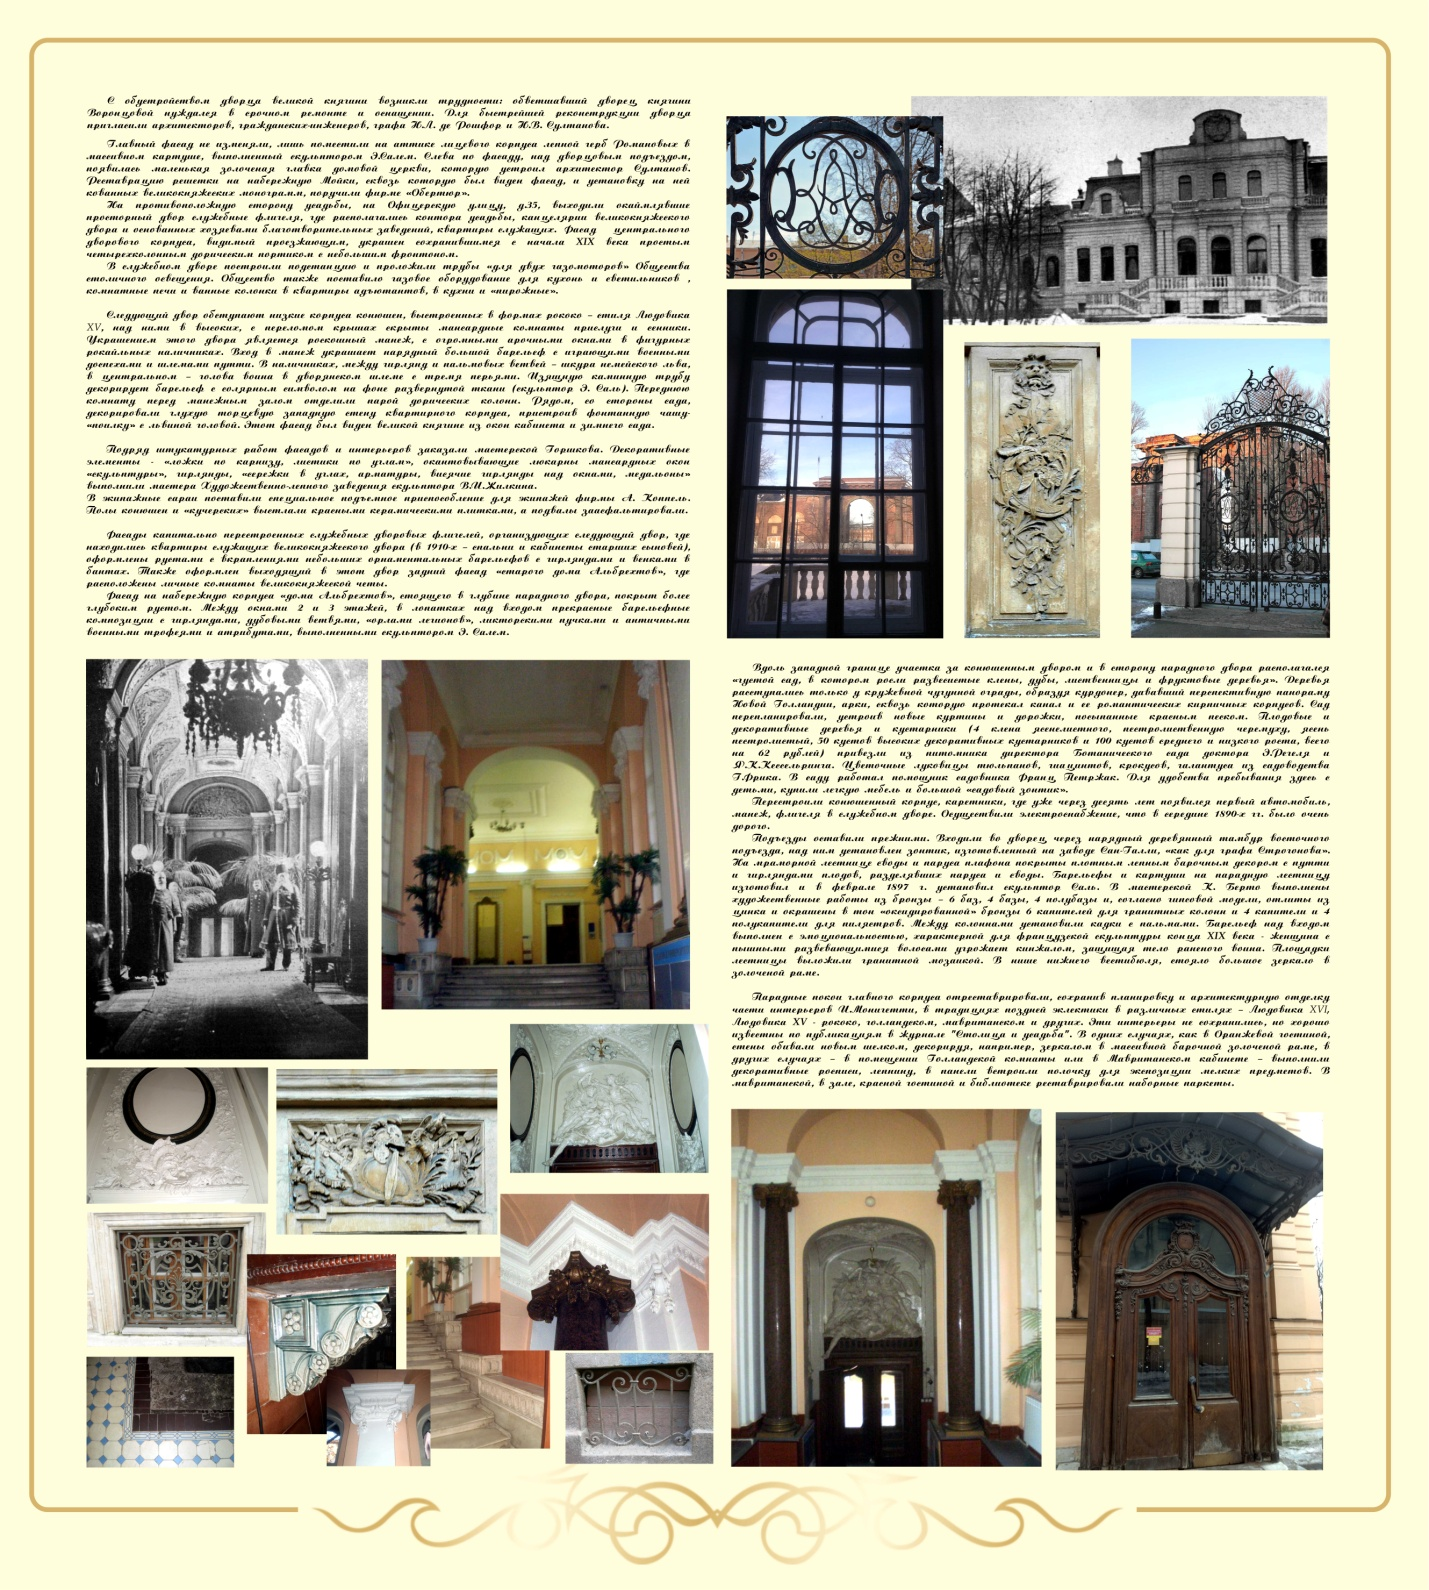 С обустройством дворца великой княгини возникли трудности: обветшавший дворец княгини
Воронцовой нуждался в срочном ремонте и оснащении. Для быстрейшей реконструкции дворца
пригласили архитекторов, гражданских-инженеров, графа Н.А. де Рошфор и Н.В. Султанова.
Главный фасад не изменяли, лишь поместили на аттике лицевого корпуса лепной герб Романовых в
массивном картуше, выполненный скульптором Э.Салем. Слева по фасаду, над дворцовым подъездом,
появилась маленькая золоченая главка домовой церкви, которую устроил архитектор Султанов.
Реставрацию решетки на набережную Мойки, сквозь которую был виден фасад, и установку на ней
кованных великокняжеских монограмм, поручили фирме «Обертюр».
На противоположную сторону усадьбы, на Офицерскую улицу, д.35, выходили окаймлявшие
просторный двор служебные флигеля, где располагались контора усадьбы, канцелярии великокняжеского
двора и основанных хозяевами благотворительных заведений, квартиры служащих. Фасад центрального
дворового корпуса, видимый проезжающим, украшен сохранившимся с начала XIX века простым
четырехколонным дорическим портиком с небольшим фронтоном.
В служебном дворе построили подстанцию и проложили трубы «для двух газомоторов» Общества
столичного освещения. Общество также поставило газовое оборудование для кухонь и светильников ,
комнатные печи и ванные колонки в квартиры адъютантов, в кухни и «пирожные».
Следующий двор обступают низкие корпуса конюшен, выстроенных в формах рококо – стиля Людовика
XV, над ними в высоких, с переломом крышах скрыты мансардные комнаты прислуги и сенники.
Украшением этого двора является роскошный манеж, с огромными арочными окнами в фигурных
рокайльных наличниках. Вход в манеж украшает нарядный большой барельеф с играющими военными
доспехами и шлемами путти. В наличниках, между гирлянд и пальмовых ветвей – шкура немейского льва,
в центральном – голова воина в дворянском шлеме с тремя перьями. Изящную каминную трубу
декорирует барельеф с солярным символом на фоне развернутой ткани (скульптор Э. Саль). Переднюю
комнату перед манежным залом отделили парой дорических колонн. Рядом, со стороны сада,
декорировали глухую торцевую западную стену квартирного корпуса, пристроив фонтанную чашу-
«поилку» с львиной головой. Этот фасад был виден великой княгине из окон кабинета и зимнего сада.
Подряд штукатурных работ фасадов и интерьеров заказали мастерской Горшкова. Декоративные
элементы - «ложки по карнизу, листики по углам», окантовывающие люкарны мансардных окон
«скульптуры», гирлянды, «сережки в углах, арматуры, висячие гирлянды над окнами, медальоны»
выполнили мастера Художественно-лепного заведения скульптора В.И.Жилкина.
В экипажные сараи поставили специальное подъемное приспособление для экипажей фирмы А. Коппель.
Полы конюшен и «кучерских» выстлали красными керамическими плитками, а подвалы заасфальтировали.
Фасады капитально перестроенных служебных дворовых флигелей, организующих следующий двор, где
находились квартиры служащих великокняжеского двора (в 1910-х – спальни и кабинеты старших сыновей),
оформлены рустами с вкраплениями небольших орнаментальных барельефов с гирляндами и венками в
бантах. Также оформлен выходящий в этот двор задний фасад «старого дома Альбрехтов», где
расположены личные комнаты великокняжеской четы.
Фасад на набережную корпуса «дома Альбрехтов», стоящего в глубине парадного двора, покрыт более
глубоким рустом. Между окнами 2 и 3 этажей, в лопатках над входом прекрасные барельефные
композиции с гирляндами, дубовыми ветвями, «орлами легионов», ликторскими пучками и античными
военными трофеями и атрибутами, выполненными скульптором Э. Салем.
Вдоль западной границе участка за конюшенным двором и в сторону парадного двора располагался
«густой сад, в котором росли развесистые клены, дубы, лиственницы и фруктовые деревья». Деревья
расступались только у кружевной чугунной ограды, образуя курдонер, дававший перспективную панораму
Новой Голландии, арки, сквозь которую протекал канал и ее романтических кирпичных корпусов. Сад
перепланировали, устроив новые куртины и дорожки, посыпанные красным песком. Плодовые и
декоративные деревья и кустарники (4 клена ясенелистного, пестролиственную черемуху, ясень
пестролистый, 50 кустов высоких декоративных кустарников и 100 кустов среднего и низкого роста, всего
на 62 рублей) привезли из питомника директора Ботанического сада доктора Э.Регеля и
Я.К.Кессельринга. Цветочные луковицы тюльпанов, гиацинтов, крокусов, галантуса из садоводства
Г.Фрика. В саду работал помощник садовника Франц Петржак. Для удобства пребывания здесь с
детьми, купили легкую мебель и большой «садовый зонтик».
Перестроили конюшенный корпус, каретники, где уже через десять лет появился первый автомобиль,
манеж, флигеля в служебном дворе. Осуществили электроснабжение, что в середине 1890-х гг. было очень
дорого.
Подъезды оставили прежними. Входили во дворец через нарядный деревянный тамбур восточного
подъезда, над ним установлен зонтик, изготовленный на заводе Сан-Галли, «как для графа Строгонова».
На мраморной лестнице своды и паруса плафона покрыты плотным лепным барочным декором с путти
и гирляндами плодов, разделявших паруса и своды. Барельефы и картуши на парадную лестницу
изготовил и в феврале 1897 г. установил скульптор Саль. В мастерской К. Берто выполнены
художественные работы из бронзы – 6 баз, 4 базы, 4 полубазы и, согласно гипсовой модели, отлиты из
цинка и окрашены в тон «оксидированной» бронзы 6 капителей для гранитных колонн и 4 капители и 4
полукапители для пилястров. Между колоннами установили кадки с пальмами. Барельеф над входом
выполнен с эмоциональностью, характерной для французской скульптуры конца XIX века - женщина с
пышными развевающимися волосами угрожает кинжалом, защищая тело раненого воина. Площадки
лестницы выложили гранитной мозаикой. В нише нижнего вестибюля, стояло большое зеркало в
золоченой раме.
Парадные покои главного корпуса отреставрировали, сохранив планировку и архитектурную отделку
части интерьеров И.Монигетти, в традициях поздней эклектики в различных стилях – Людовика XVI,
Людовика XV - рококо, голландском, мавританском и других. Эти интерьеры не сохранились, но хорошо
известны по публикациям в журнале "Столица и усадьба". В одних случаях, как в Оранжевой гостиной,
стены обивали новым шелком, декорируя, например, зеркалом в массивной барочной золоченой раме, в
других случаях – в помещении Голландской комнаты или в Мавританском кабинете – выполнили
декоративные росписи, лепнину, в панели встроили полочку для экспозиции мелких предметов. В
мавританской, в зале, красной гостиной и библиотеке реставрировали наборные паркеты.